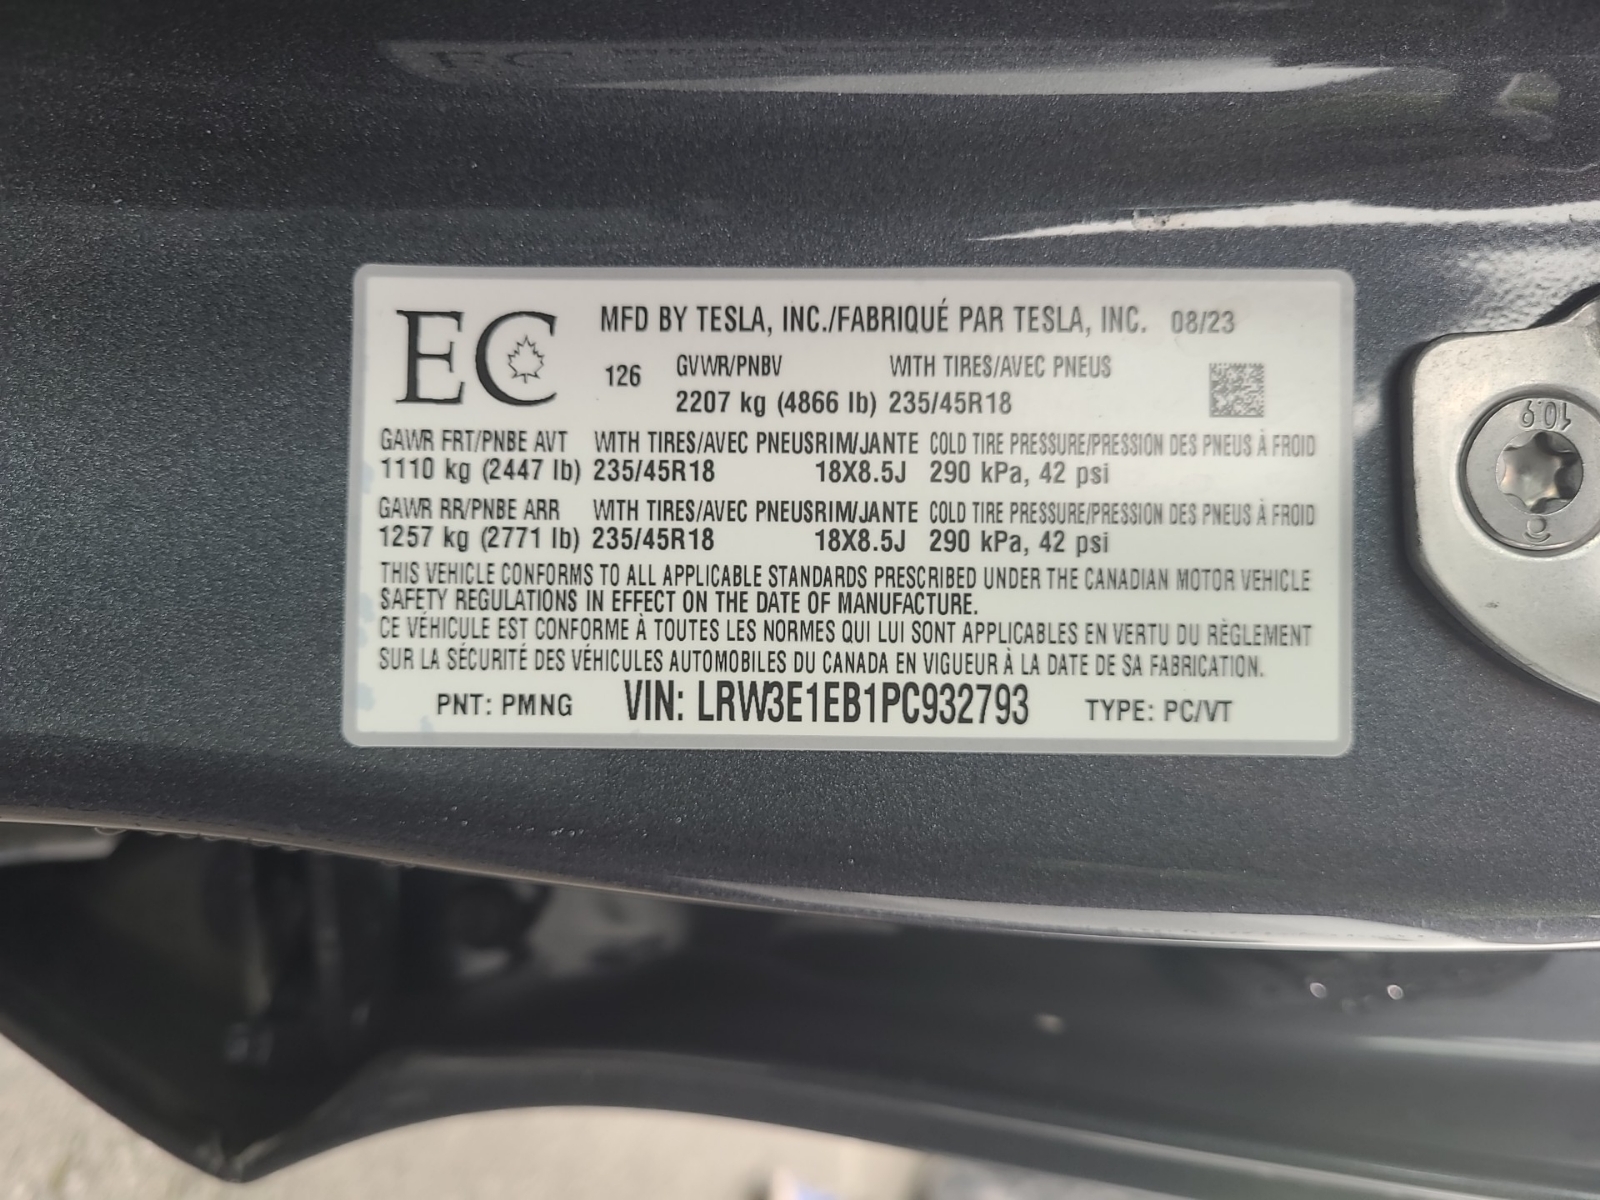 EC
MFD BY TESLA, INC./FABRIQUÉ PAR TESLA, INC. 08/23
126 GVWR/PNBV WITH TIRES/AVEC PNEUS
2207 kg (4866 lb) 235/45R18
GAWR FRT/PNBE AVT WITH TIRES/AVEC PNEUSRIM/JANTE COLD TIRE PRESSURE/PRESSION DES PNEUS À FROID
1110 kg (2447 lb) 235/45R18 18X8.5J 290 kPa, 42 psi
GAWR RR/PNBE ARR WITH TIRES/AVEC PNEUSRIM/JANTE COLD TIRE PRESSURE/PRESSION DES PNEUS À FROID
1257 kg (2771 lb) 235/45R18 18X8.5J 290 kPa, 42 psi
THIS VEHICLE CONFORMS TO ALL APPLICABLE STANDARDS PRESCRIBED UNDER THE CANADIAN MOTOR VEHICLE
SAFETY REGULATIONS IN EFFECT ON THE DATE OF MANUFACTURE.
CE VÉHICULE EST CONFORME À TOUTES LES NORMES QUI LUI SONT APPLICABLES EN VERTU DU RÈGLEMENT
SUR LA SÉCURITÉ DES VÉHICULES AUTOMOBILES DU CANADA EN VIGUEUR À LA DATE DE SA FABRICATION.
PNT: PMNG VIN: LRW3E1EB1PC932793 TYPE: PC/VT
10.9